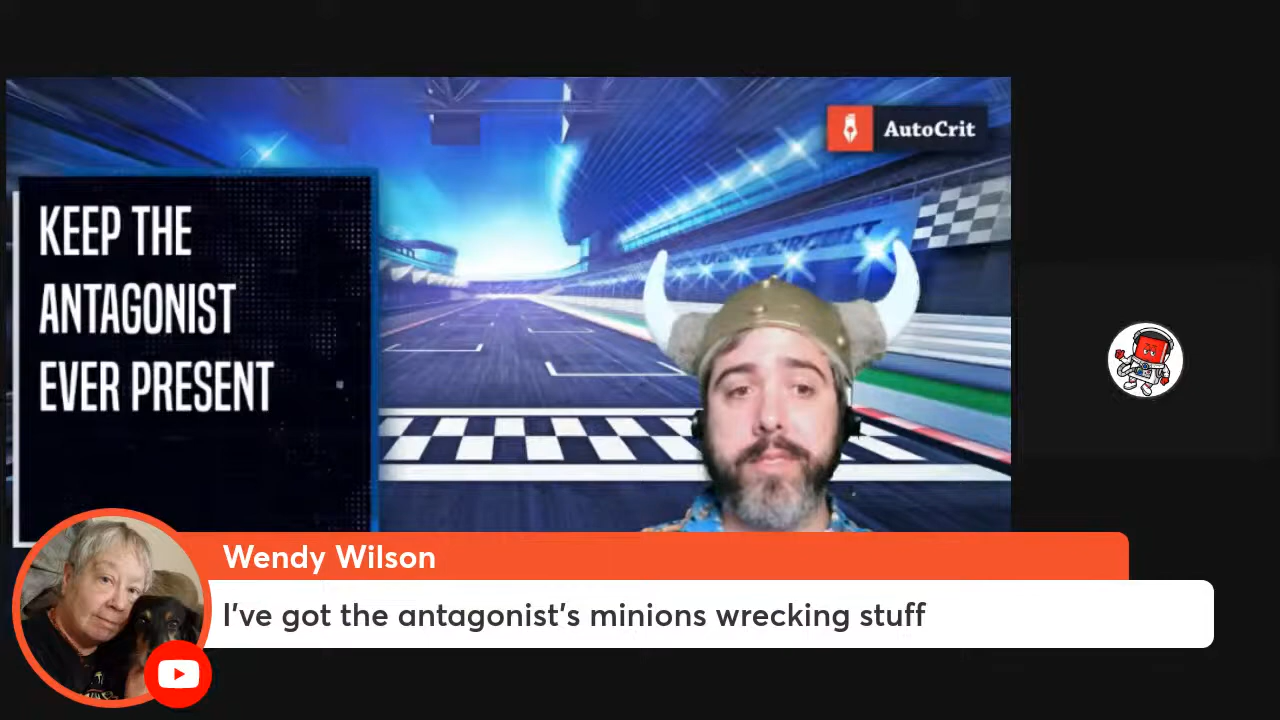 AutoCrit
KEEP THE
ANTAGONIST
EVER PRESENT
Wendy Wilson
I've got the antagonist's minions wrecking stuff